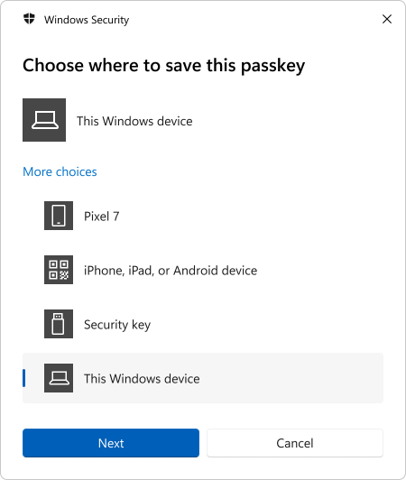 Windows Security
Choose where to save this passkey
This Windows device
More choices
Pixel 7
iPhone, iPad, or Android device
Security key
This Windows device
Next
Cancel